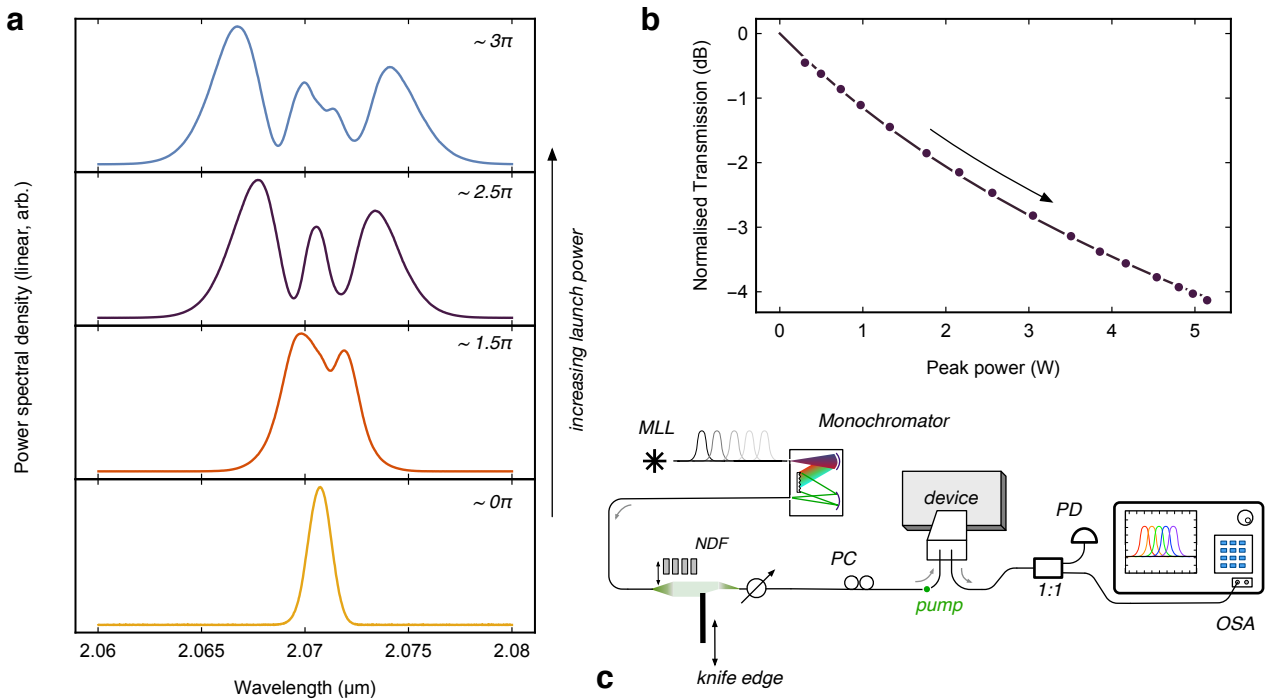 a
Power spectral density (linear, arb.)
~ 3π
~ 2.5π
~ 1.5π
~ 0π
increasing launch power
2.06
2.065
2.07
2.075
2.08
Wavelength (μm)
b
Normalised Transmission (dB)
0
−1
−2
−3
−4
0
1
2
3
4
5
Peak power (W)
MLL
Monochromator
device
PD
NDF
PC
pump
1:1
OSA
knife edge
c